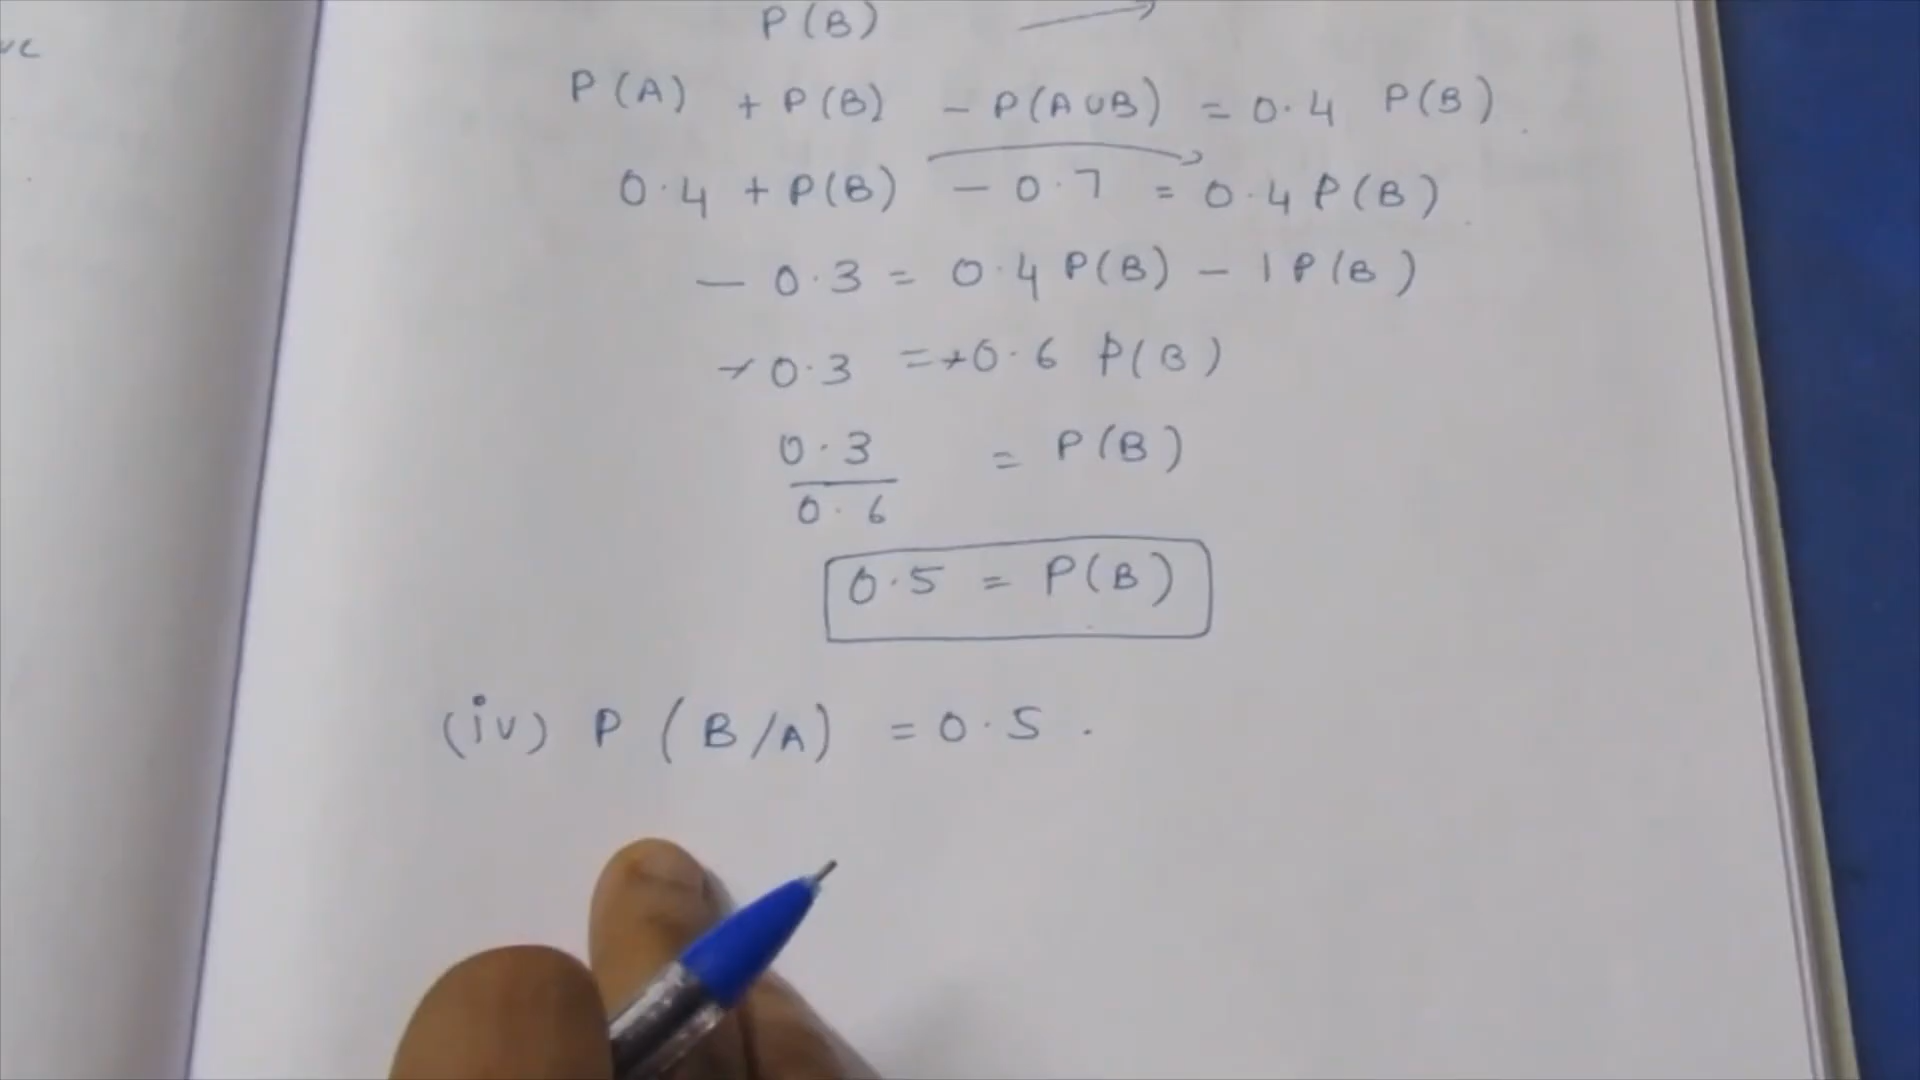 P(B)
P(A) + P(B) - P(A∪B) = 0.4 P(B)
0.4 + P(B) - 0.7 = 0.4 P(B)
- 0.3 = 0.4 P(B) - 1 P(B)
- 0.3 = -0.6 P(B)
0.3
= P(B)
0.6
0.5 = P(B)
(iv) P (B/A) = 0.5 .